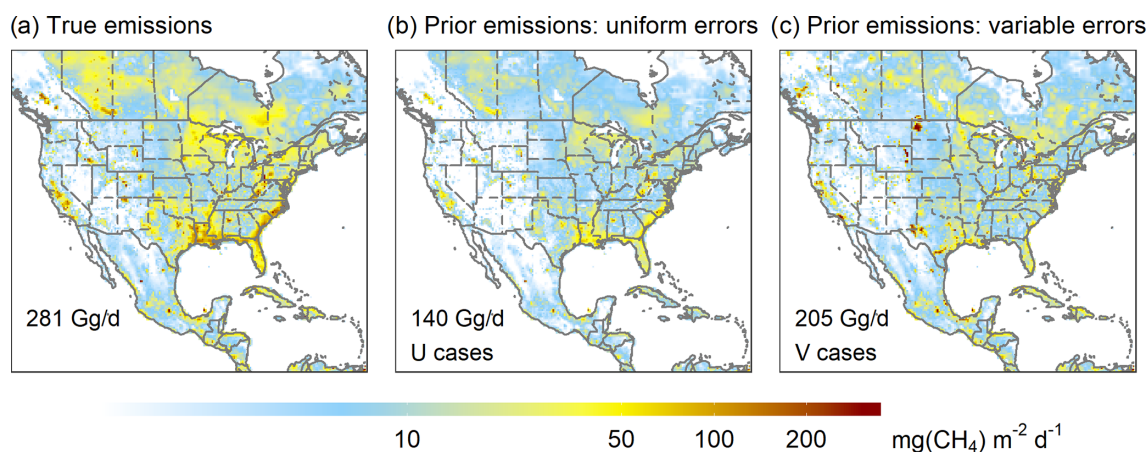 (a) True emissions
(b) Prior emissions: uniform errors
(c) Prior emissions: variable errors
281 Gg/d
140 Gg/d
U cases
205 Gg/d
V cases
10 50 100 200 mg(CH₄) m⁻² d⁻¹